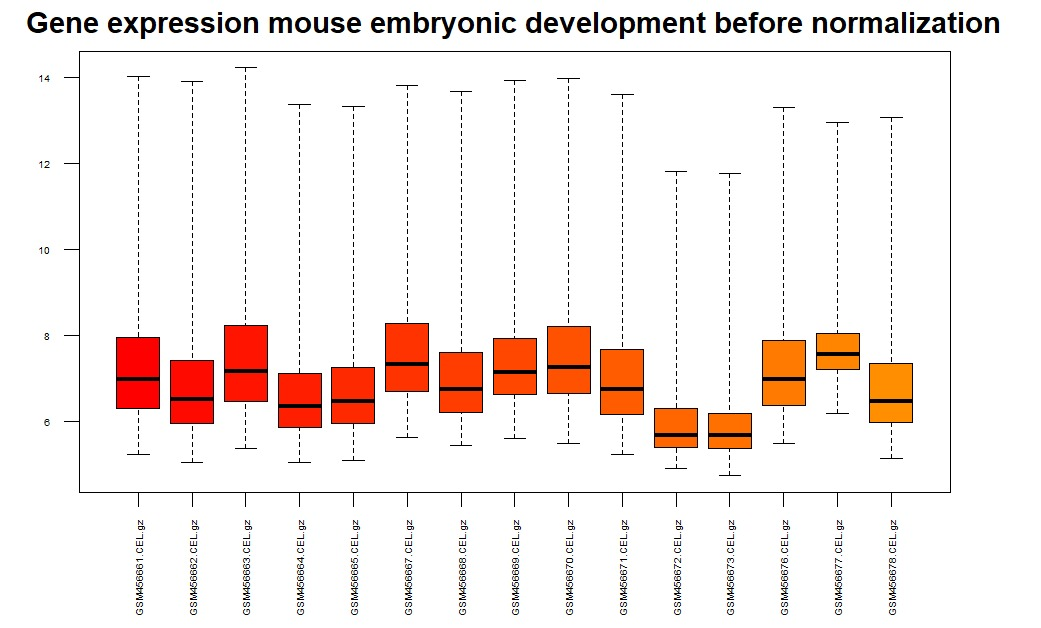 Gene expression mouse embryonic development before normalization
14
12
10
8
6
GSM456661.CEL.gz
GSM456662.CEL.gz
GSM456663.CEL.gz
GSM456664.CEL.gz
GSM456665.CEL.gz
GSM456667.CEL.gz
GSM456668.CEL.gz
GSM456669.CEL.gz
GSM456670.CEL.gz
GSM456671.CEL.gz
GSM456672.CEL.gz
GSM456673.CEL.gz
GSM456676.CEL.gz
GSM456677.CEL.gz
GSM456678.CEL.gz